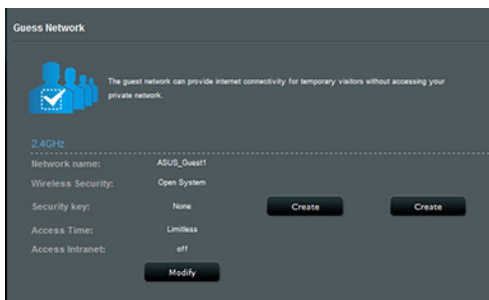 Guess Network
The guest network can provide internet connectivity for temporary visitors without accessing your
private network.
2.4GHz
Network name: ASUS_Guest1
Wireless Security: Open System
Security key: None Create Create
Access Time: Limitless
Access Intranet: off
Modify